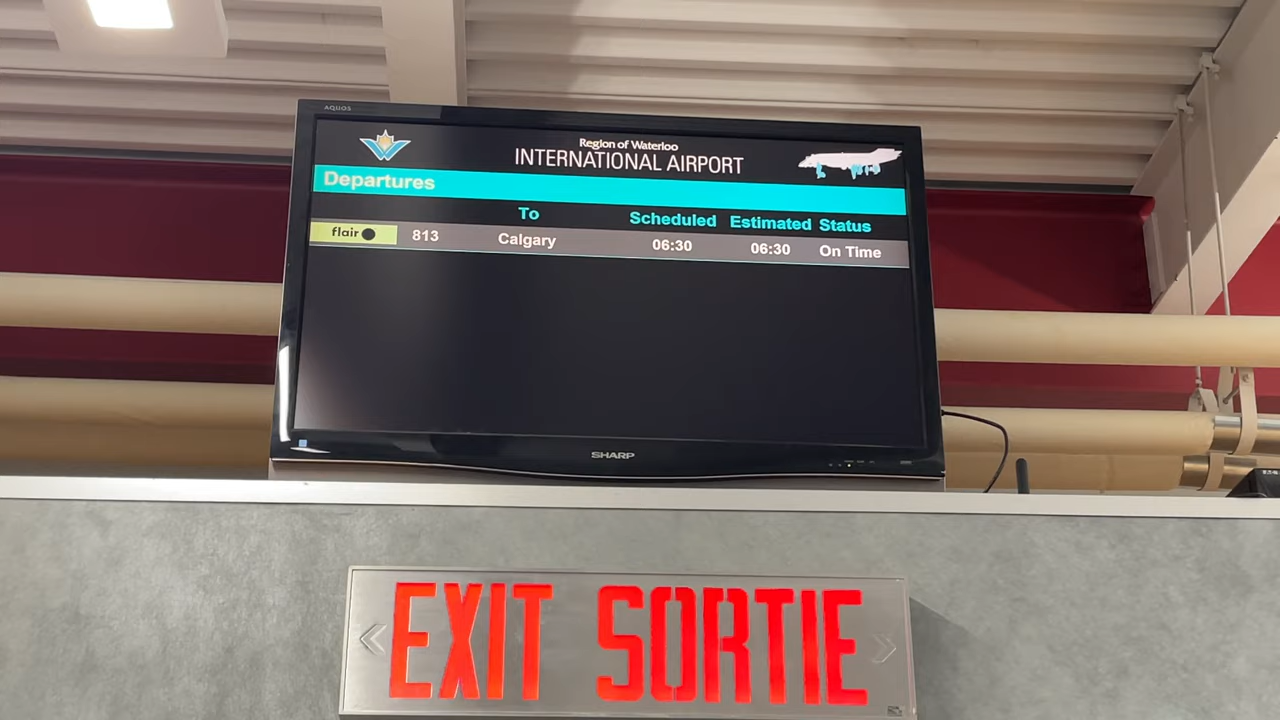 AQUOS
Region of Waterloo
INTERNATIONAL AIRPORT
Departures
To Scheduled Estimated Status
flair 813 Calgary 06:30 06:30 On Time
SHARP
EXIT SORTIE